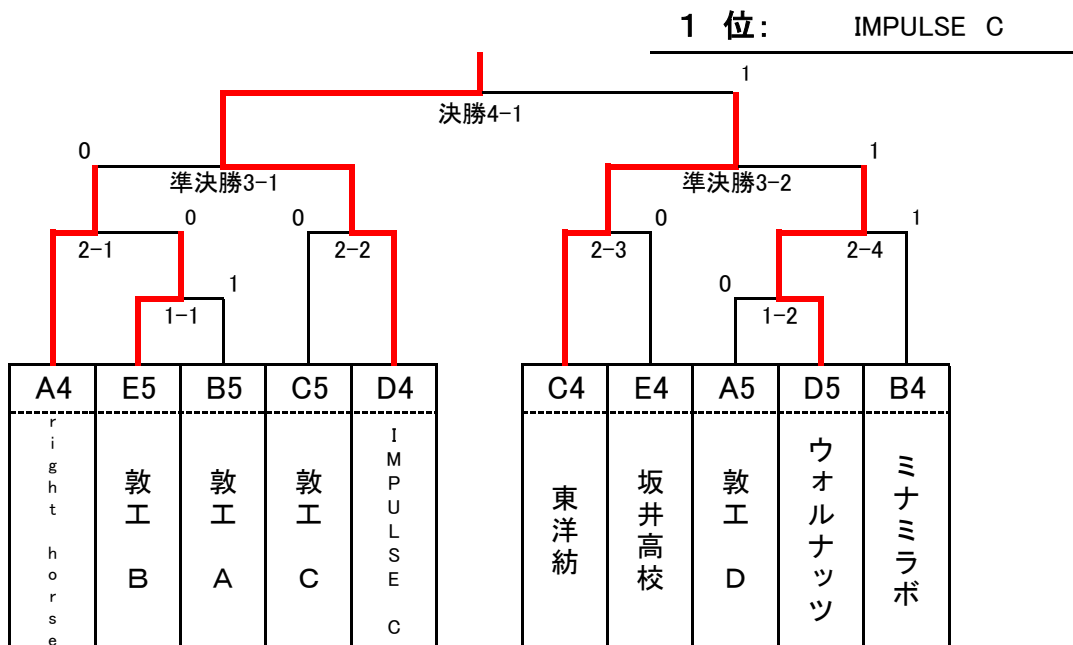 1 位: IMPULSE C
1
決勝4-1
0
1
準決勝3-1
準決勝3-2
0
0
0
1
2-1
2-2
2-3
2-4
1
0
1-1
1-2
A4
E5
B5
C5
D4
C4
E4
A5
D5
B4
right horse
敦工 B
敦工 A
敦工 C
IMPULSE C
東洋紡
坂井高校
敦工 D
ウォルナッツ
ミナミラボ